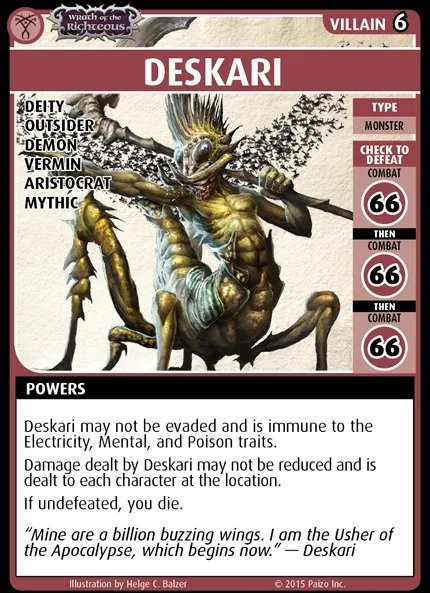 Wrath of the
Righteous
VILLAIN 6
DESKARI
DEITY
OUTSIDER
DEMON
VERMIN
ARISTOCRAT
MYTHIC
TYPE
MONSTER
CHECK TO
DEFEAT
COMBAT
66
THEN
COMBAT
66
THEN
COMBAT
66
POWERS
Deskari may not be evaded and is immune to the
Electricity, Mental, and Poison traits.
Damage dealt by Deskari may not be reduced and is
dealt to each character at the location.
If undefeated, you die.
“Mine are a billion buzzing wings. I am the Usher of
the Apocalypse, which begins now.” — Deskari
Illustration by Helge C. Balzer © 2015 Paizo Inc.